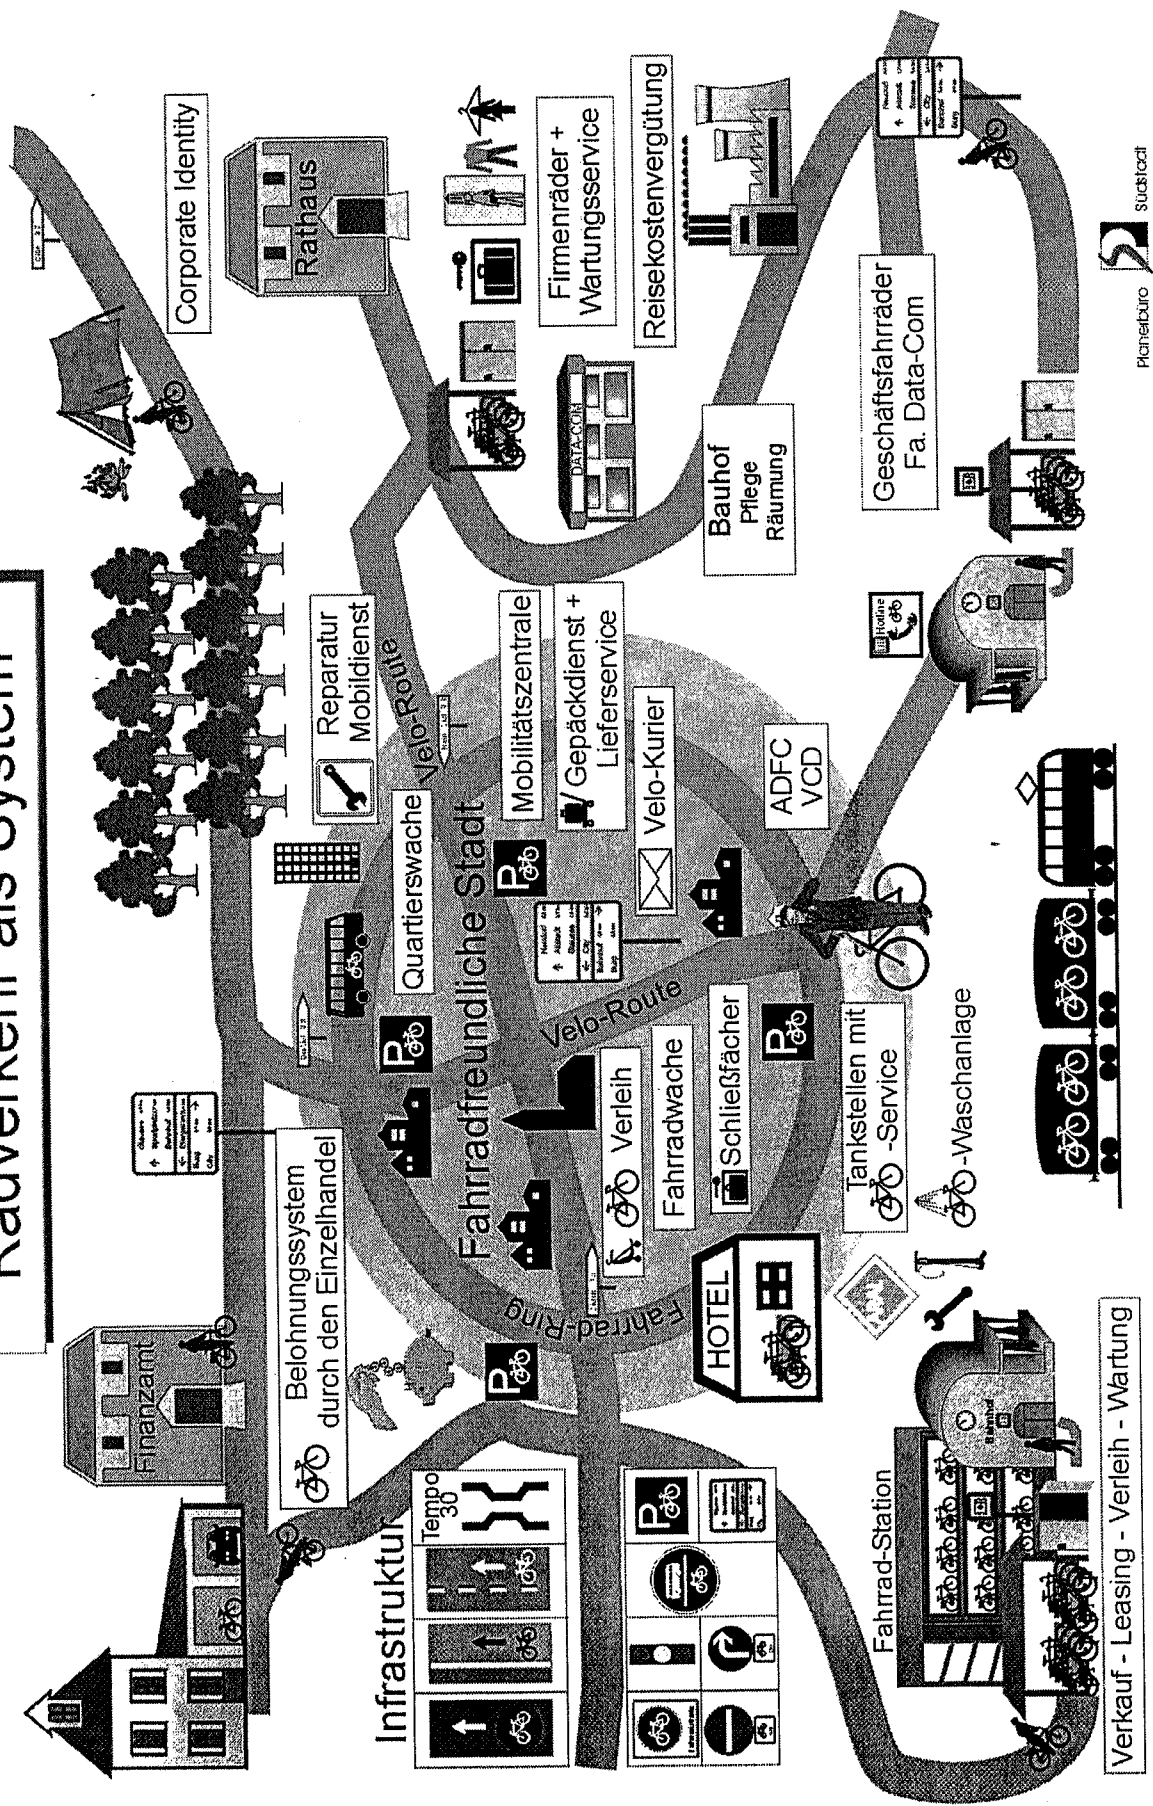 Radverkehr als System
Finanzamt
Corporate Identity
Rathaus
Belohnungssystem
durch den Einzelhandel
Reparatur
Mobildienst
Velo-Route
Quartierswache
Fahrradfreundliche Stadt
Mobilitätszentrale
Gepäckdienst +
Lieferservice
Velo-Kurier
Firmenräder +
Wartungsservice
DATA-COM
Reisekostenvergütung
Infrastruktur
Tempo
30
P
P
P
P
P
Fahrrad-Ring
Velo-Route
Verleih
Fahrradwache
Schließfächer
HOTEL
ADFC
VCD
Bauhof
Pflege
Räumung
Tankstellen mit
-Service
-Waschanlage
Hotline
Geschäftsfahrräder
Fa. Data-Com
Fahrrad-Station
Bahnhof
Verkauf - Leasing - Verleih - Wartung
Planerbüro
Südstadt